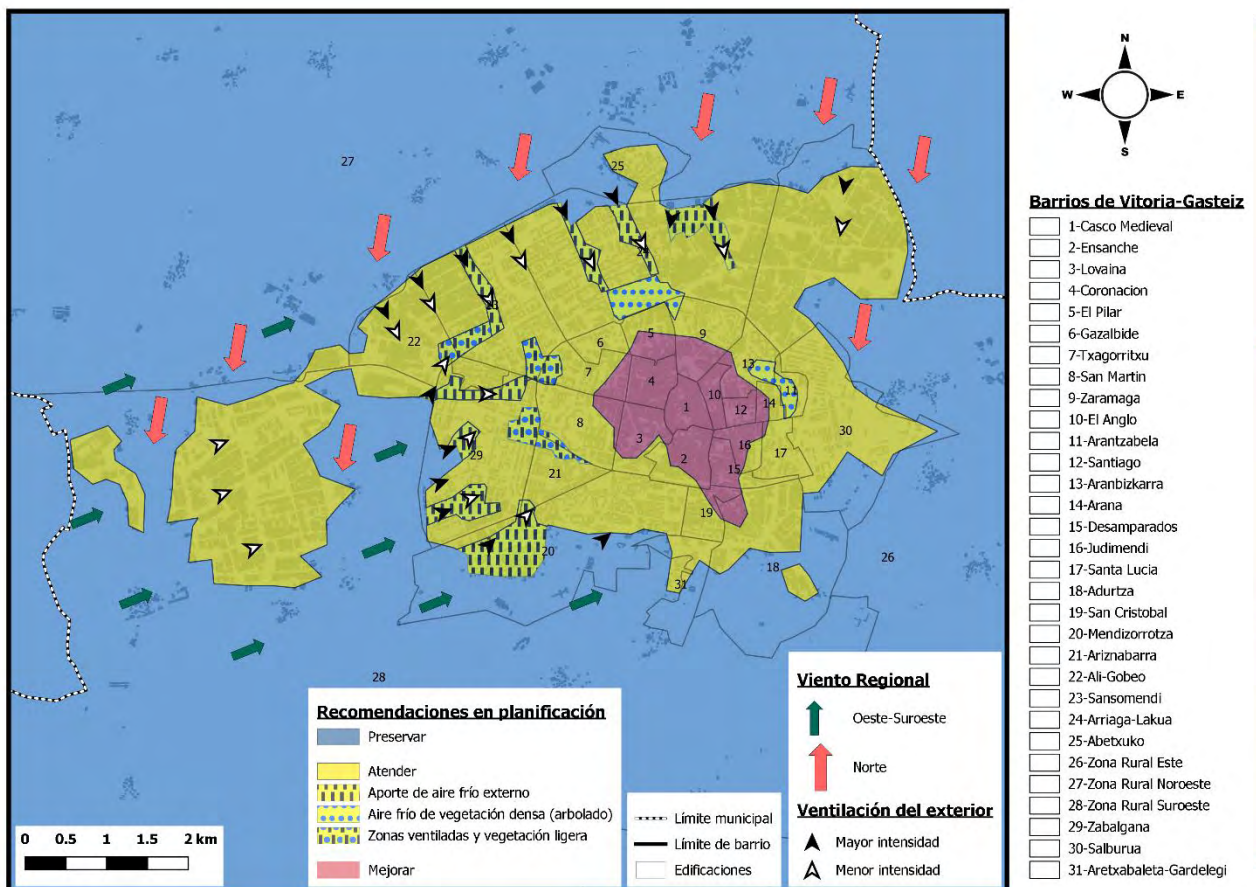 27
25
24
23
22
5
9
6
7
4
13
11
10
1
12
14
8
3
16
17
30
2
15
29
21
19
20
18
26
31
28
N
W
E
S
Barrios de Vitoria-Gasteiz
1-Casco Medieval
2-Ensanche
3-Lovaina
4-Coronacion
5-El Pilar
6-Gazalbide
7-Txagorritxu
8-San Martin
9-Zaramaga
10-El Anglo
11-Arantzabela
12-Santiago
13-Aranbizkarra
14-Arana
15-Desamparados
16-Judimendi
17-Santa Lucia
18-Adurtza
19-San Cristobal
20-Mendizorrotza
21-Ariznabarra
22-Ali-Gobeo
23-Sansomendi
24-Arriaga-Lakua
25-Abetxuko
26-Zona Rural Este
27-Zona Rural Noroeste
28-Zona Rural Suroeste
29-Zabalgana
30-Salburua
31-Aretxabaleta-Gardelegi
Recomendaciones en planificación
Preservar
Atender
Aporte de aire frío externo
Aire frío de vegetación densa (arbolado)
Zonas ventiladas y vegetación ligera
Mejorar
Límite municipal
Límite de barrio
Edificaciones
Viento Regional
Oeste-Suroeste
Norte
Ventilación del exterior
Mayor intensidad
Menor intensidad
0 0.5 1 1.5 2 km